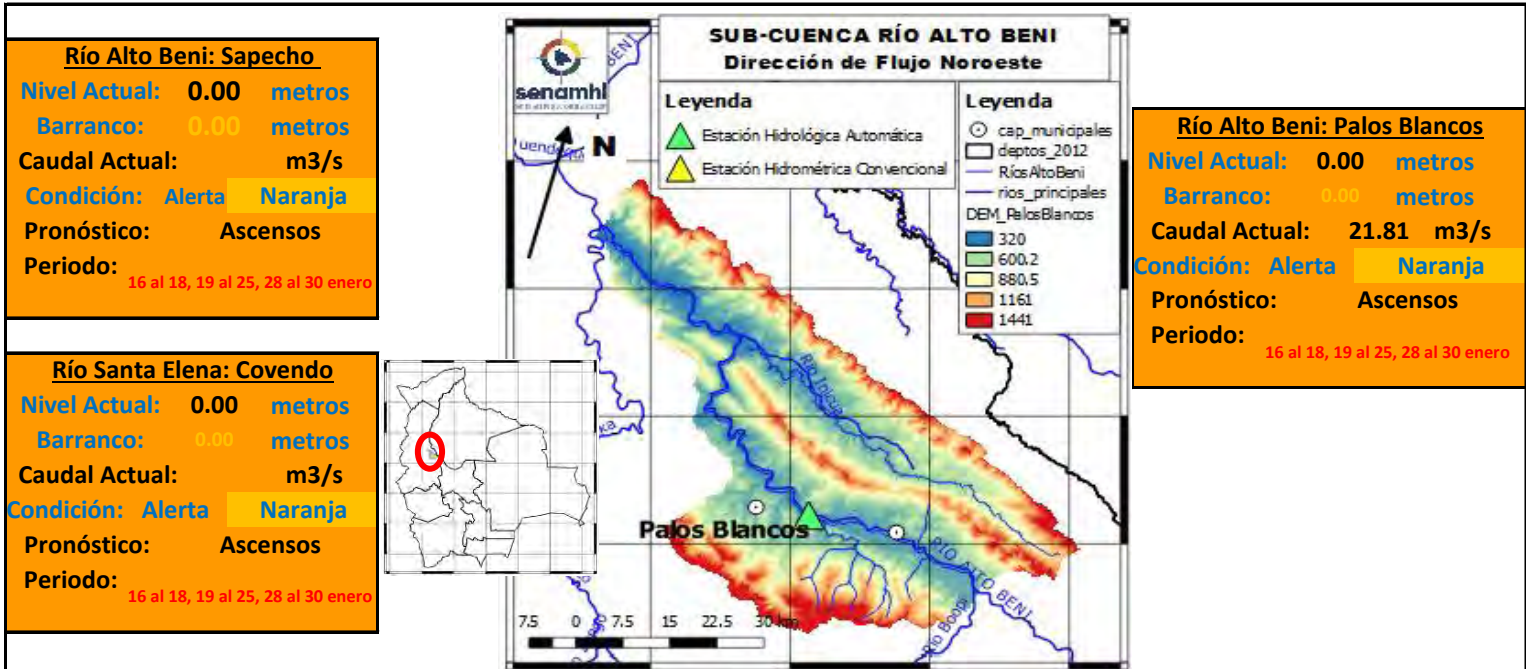 Río Alto Beni: Sapecho
Nivel Actual: 0.00 metros
Barranco: 0.00 metros
Caudal Actual: m3/s
Condición: Alerta Naranja
Pronóstico: Ascensos
Periodo:
16 al 18, 19 al 25, 28 al 30 enero
Río Santa Elena: Covendo
Nivel Actual: 0.00 metros
Barranco: 0.00 metros
Caudal Actual: m3/s
Condición: Alerta Naranja
Pronóstico: Ascensos
Periodo:
16 al 18, 19 al 25, 28 al 30 enero
senamhi
SUB-CUENCA RÍO ALTO BENI
Dirección de Flujo Noroeste
Leyenda
Estación Hidrológica Automática
Estación Hidrométrica Convencional
Leyenda
cap_municipales
deptos_2012
RíosAltoBeni
rios_principales
DEM_PalosBlancos
320
600.2
880.5
1161
1441
N
BENI
Río Inicua
Palos Blancos
RÍO ALTO BENI
Río Boopi
7.5 0 7.5 15 22.5 30 km
Río Alto Beni: Palos Blancos
Nivel Actual: 0.00 metros
Barranco: 0.00 metros
Caudal Actual: 21.81 m3/s
Condición: Alerta Naranja
Pronóstico: Ascensos
Periodo:
16 al 18, 19 al 25, 28 al 30 enero